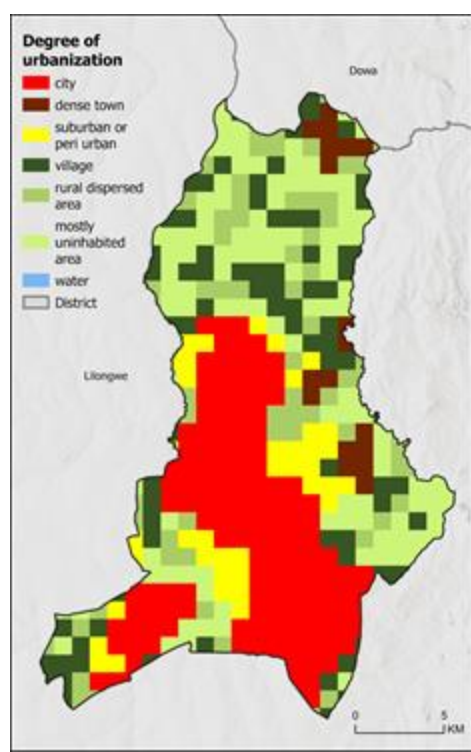 Degree of
urbanization
city
dense town
suburban or
peri urban
village
rural dispersed
area
mostly
uninhabited
area
water
District
Dowa
Lilongwe
0 5
KM